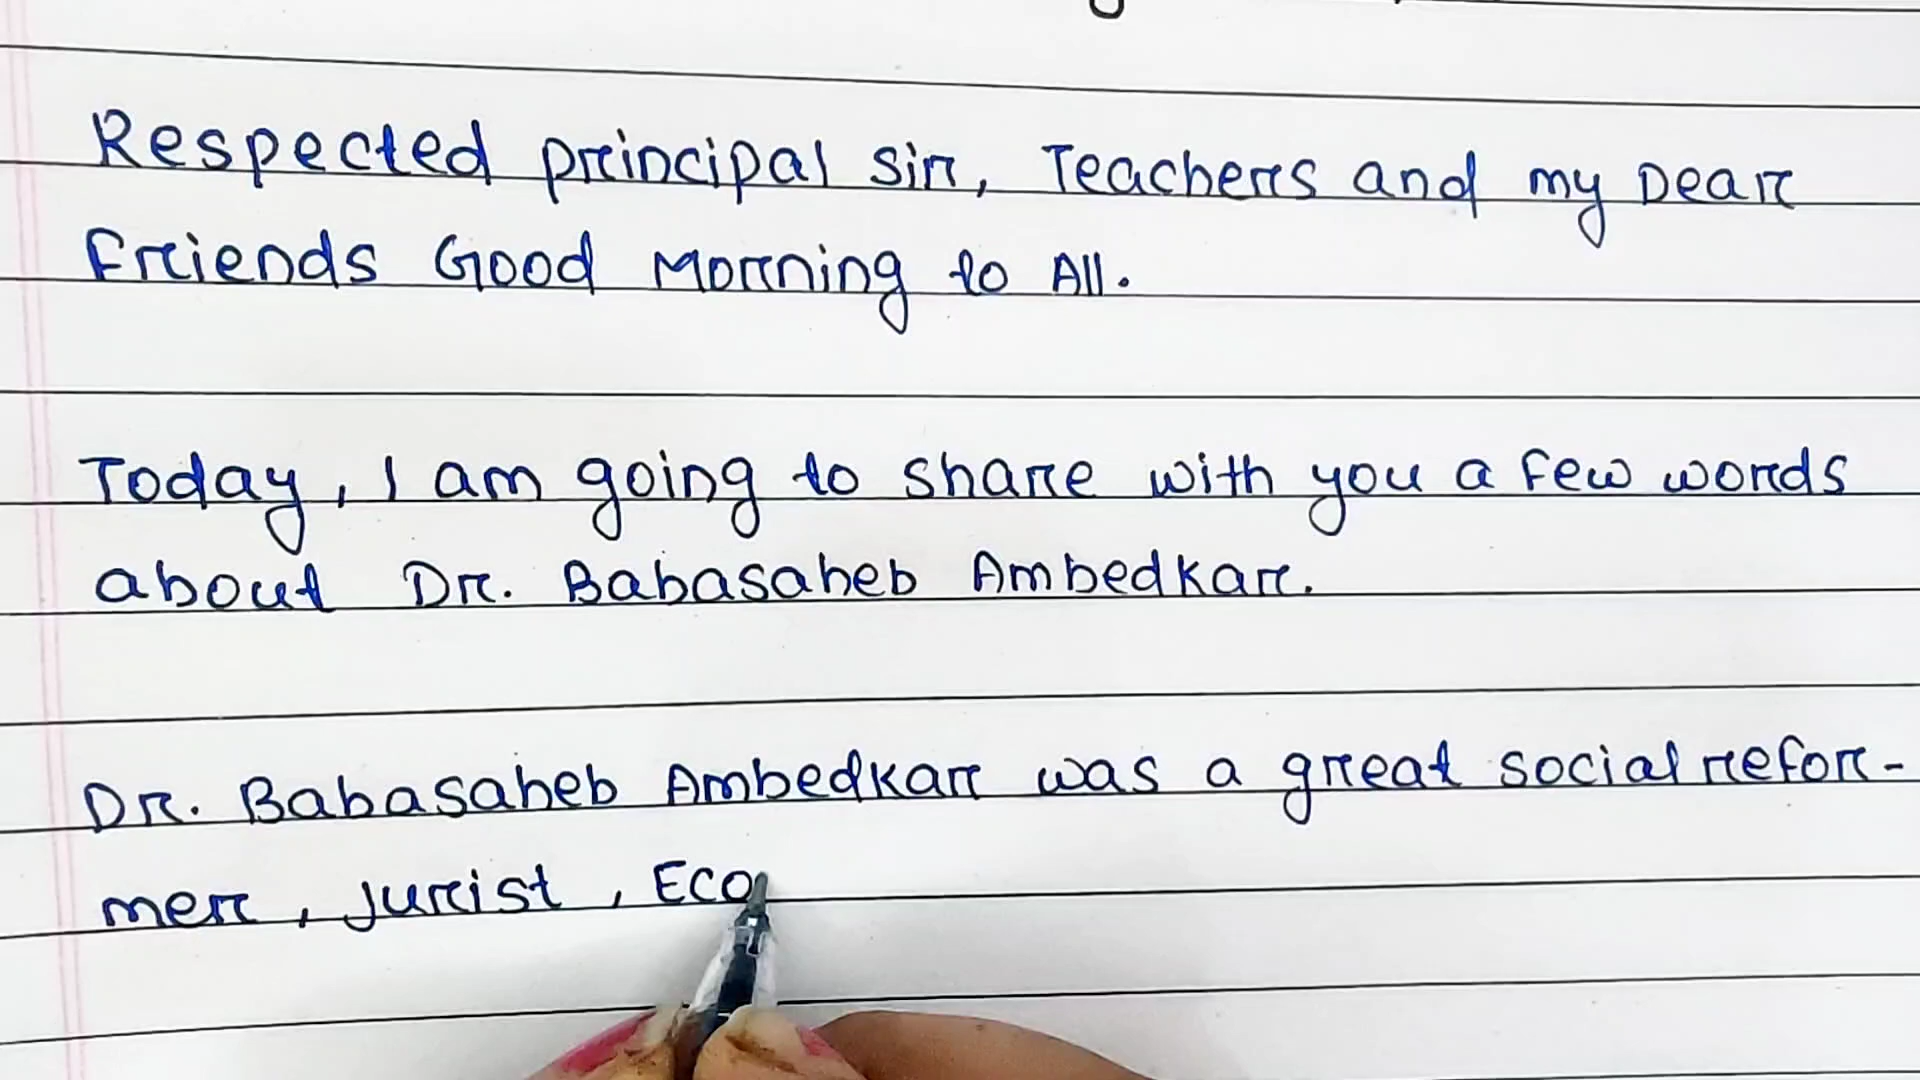 Respected principal sir, Teachers and my Dear
Friends Good Morning to All.
Today, I am going to share with you a few words
about Dr. Babasaheb Ambedkar.
Dr. Babasaheb Ambedkar was a great social refor-
mer, jurist, Eco